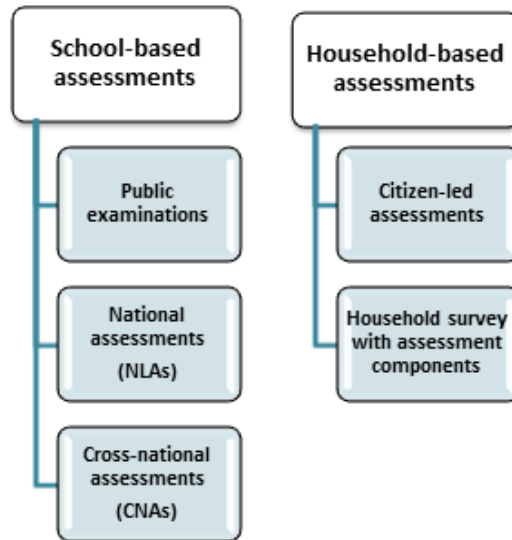 School-based
assessments
Public
examinations
National
assessments
(NLAs)
Cross-national
assessments
(CNAs)
Household-based
assessments
Citizen-led
assessments
Household survey
with assessment
components